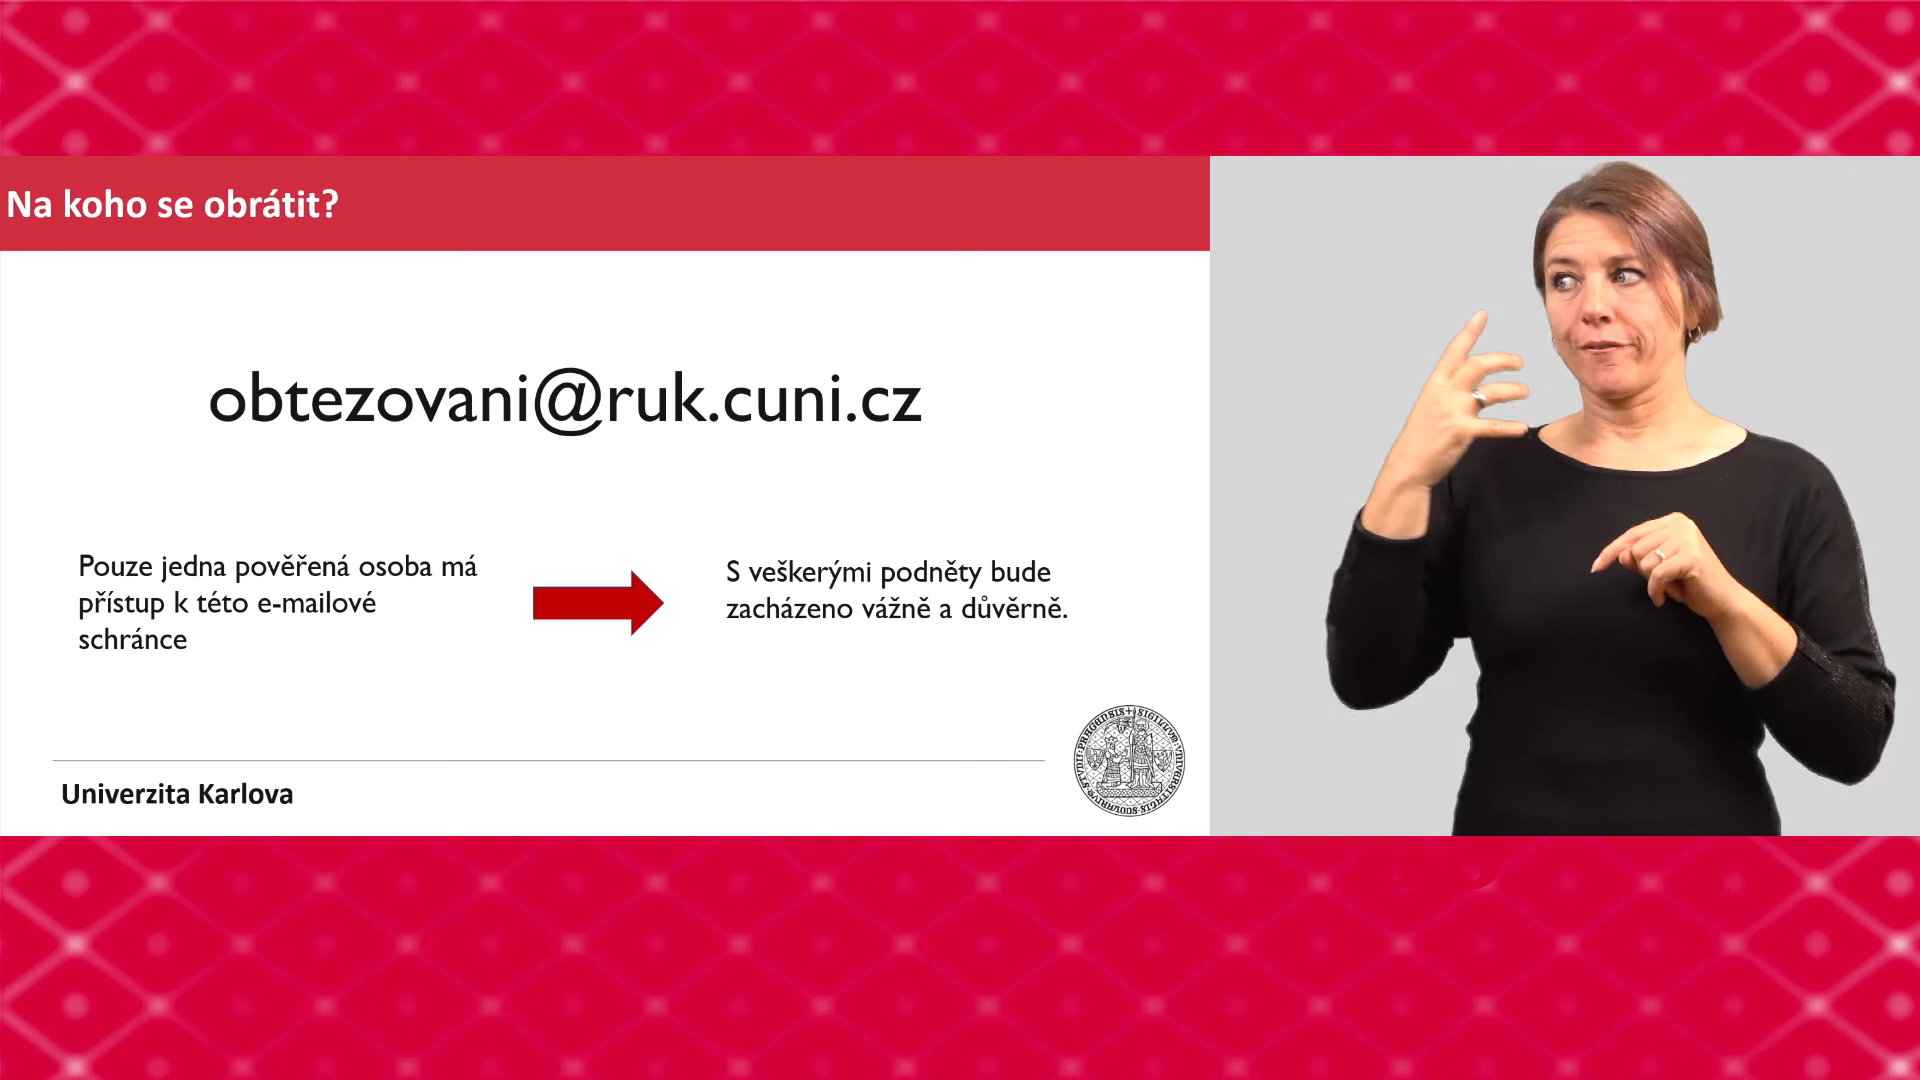 Na koho se obrátit?
obtezovani@ruk.cuni.cz
Pouze jedna pověřená osoba má
přístup k této e-mailové
schránce
S veškerými podněty bude
zacházeno vážně a důvěrně.
Univerzita Karlova